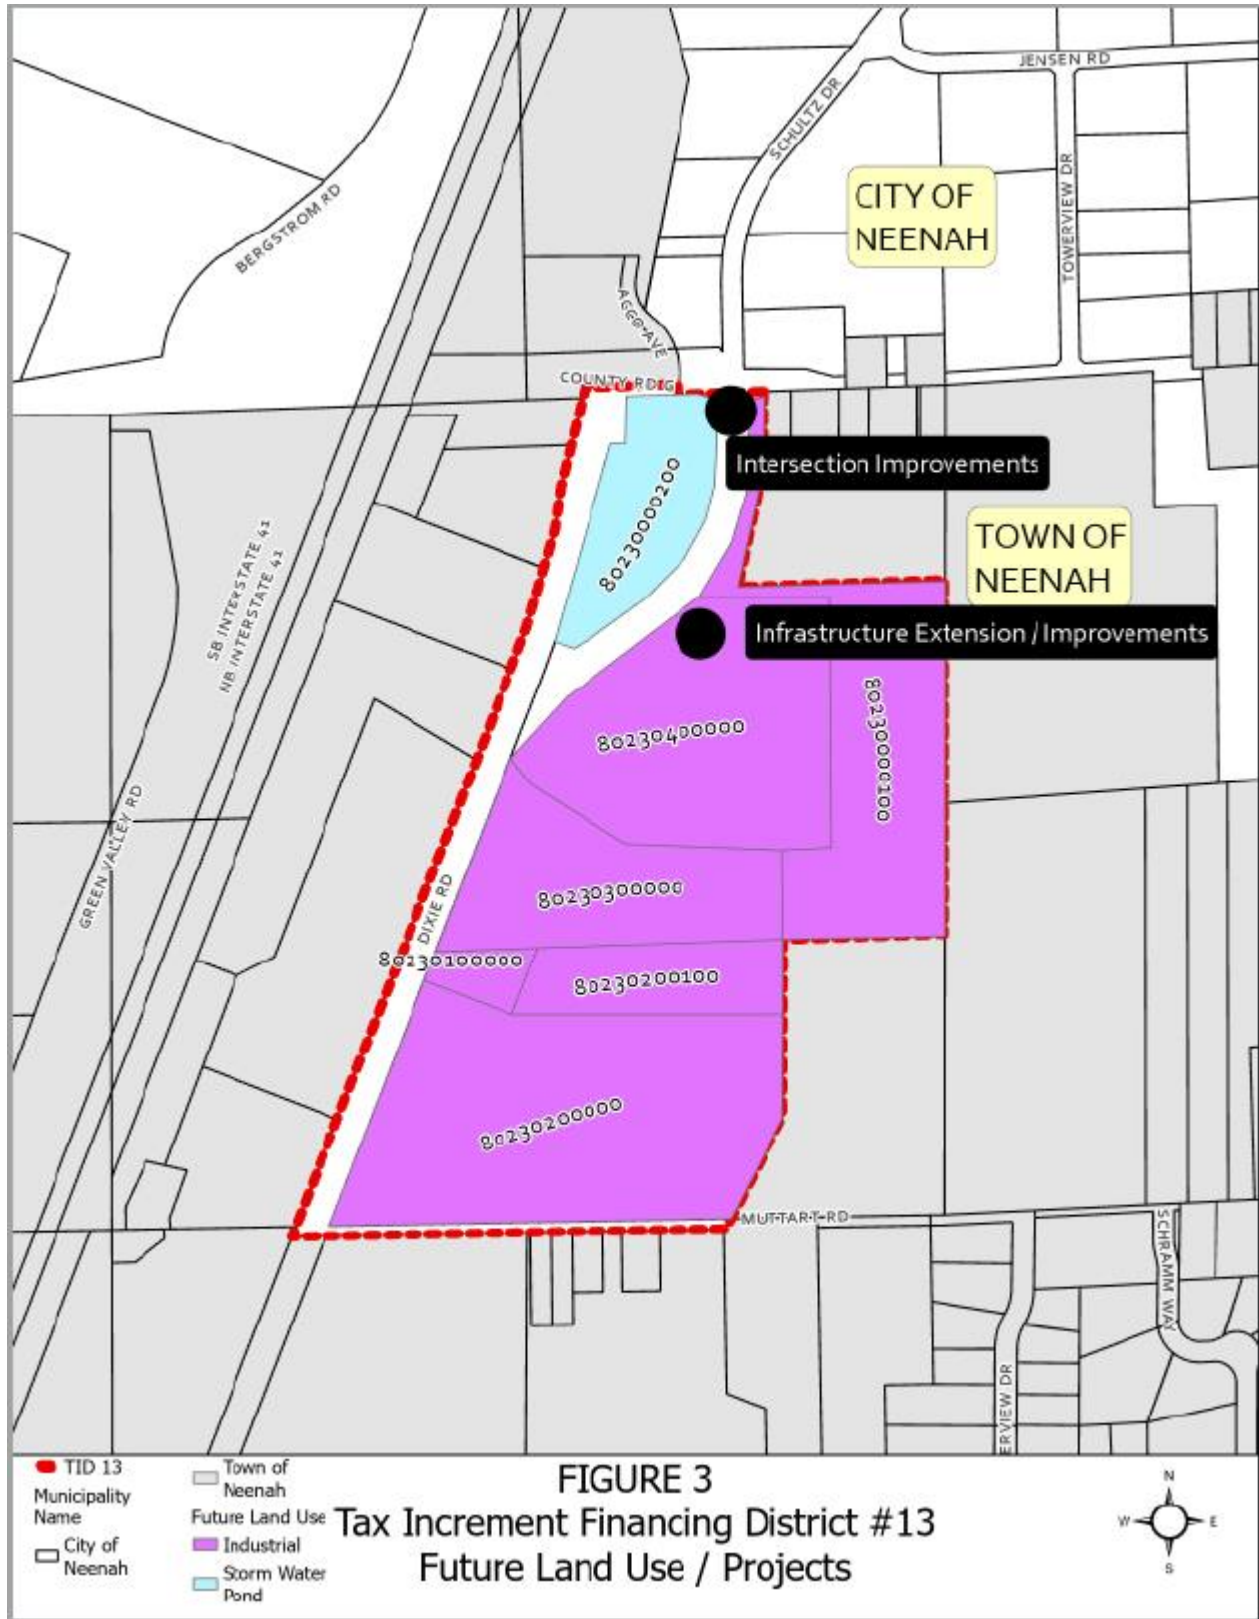 JENSEN RD
SCHULTZ DR
CITY OF
NEENAH
TOWERVIEW DR
BERGSTROM RD
COUNTY RD G
Intersection Improvements
80230000200
TOWN OF
NEENAH
SB INTERSTATE 41
NB INTERSTATE 41
Infrastructure Extension / Improvements
80230400000
80230000100
GREEN VALLEY RD
80230300000
DIXIE RD
80230100000
80230200100
80230200000
MUTTART RD
SCHRAMM WAY
ERVIEW DR
TID 13
Municipality
Name
City of
Neenah
Town of
Neenah
Future Land Use
Industrial
Storm Water
Pond
FIGURE 3
Tax Increment Financing District #13
Future Land Use / Projects
N
W
E
S